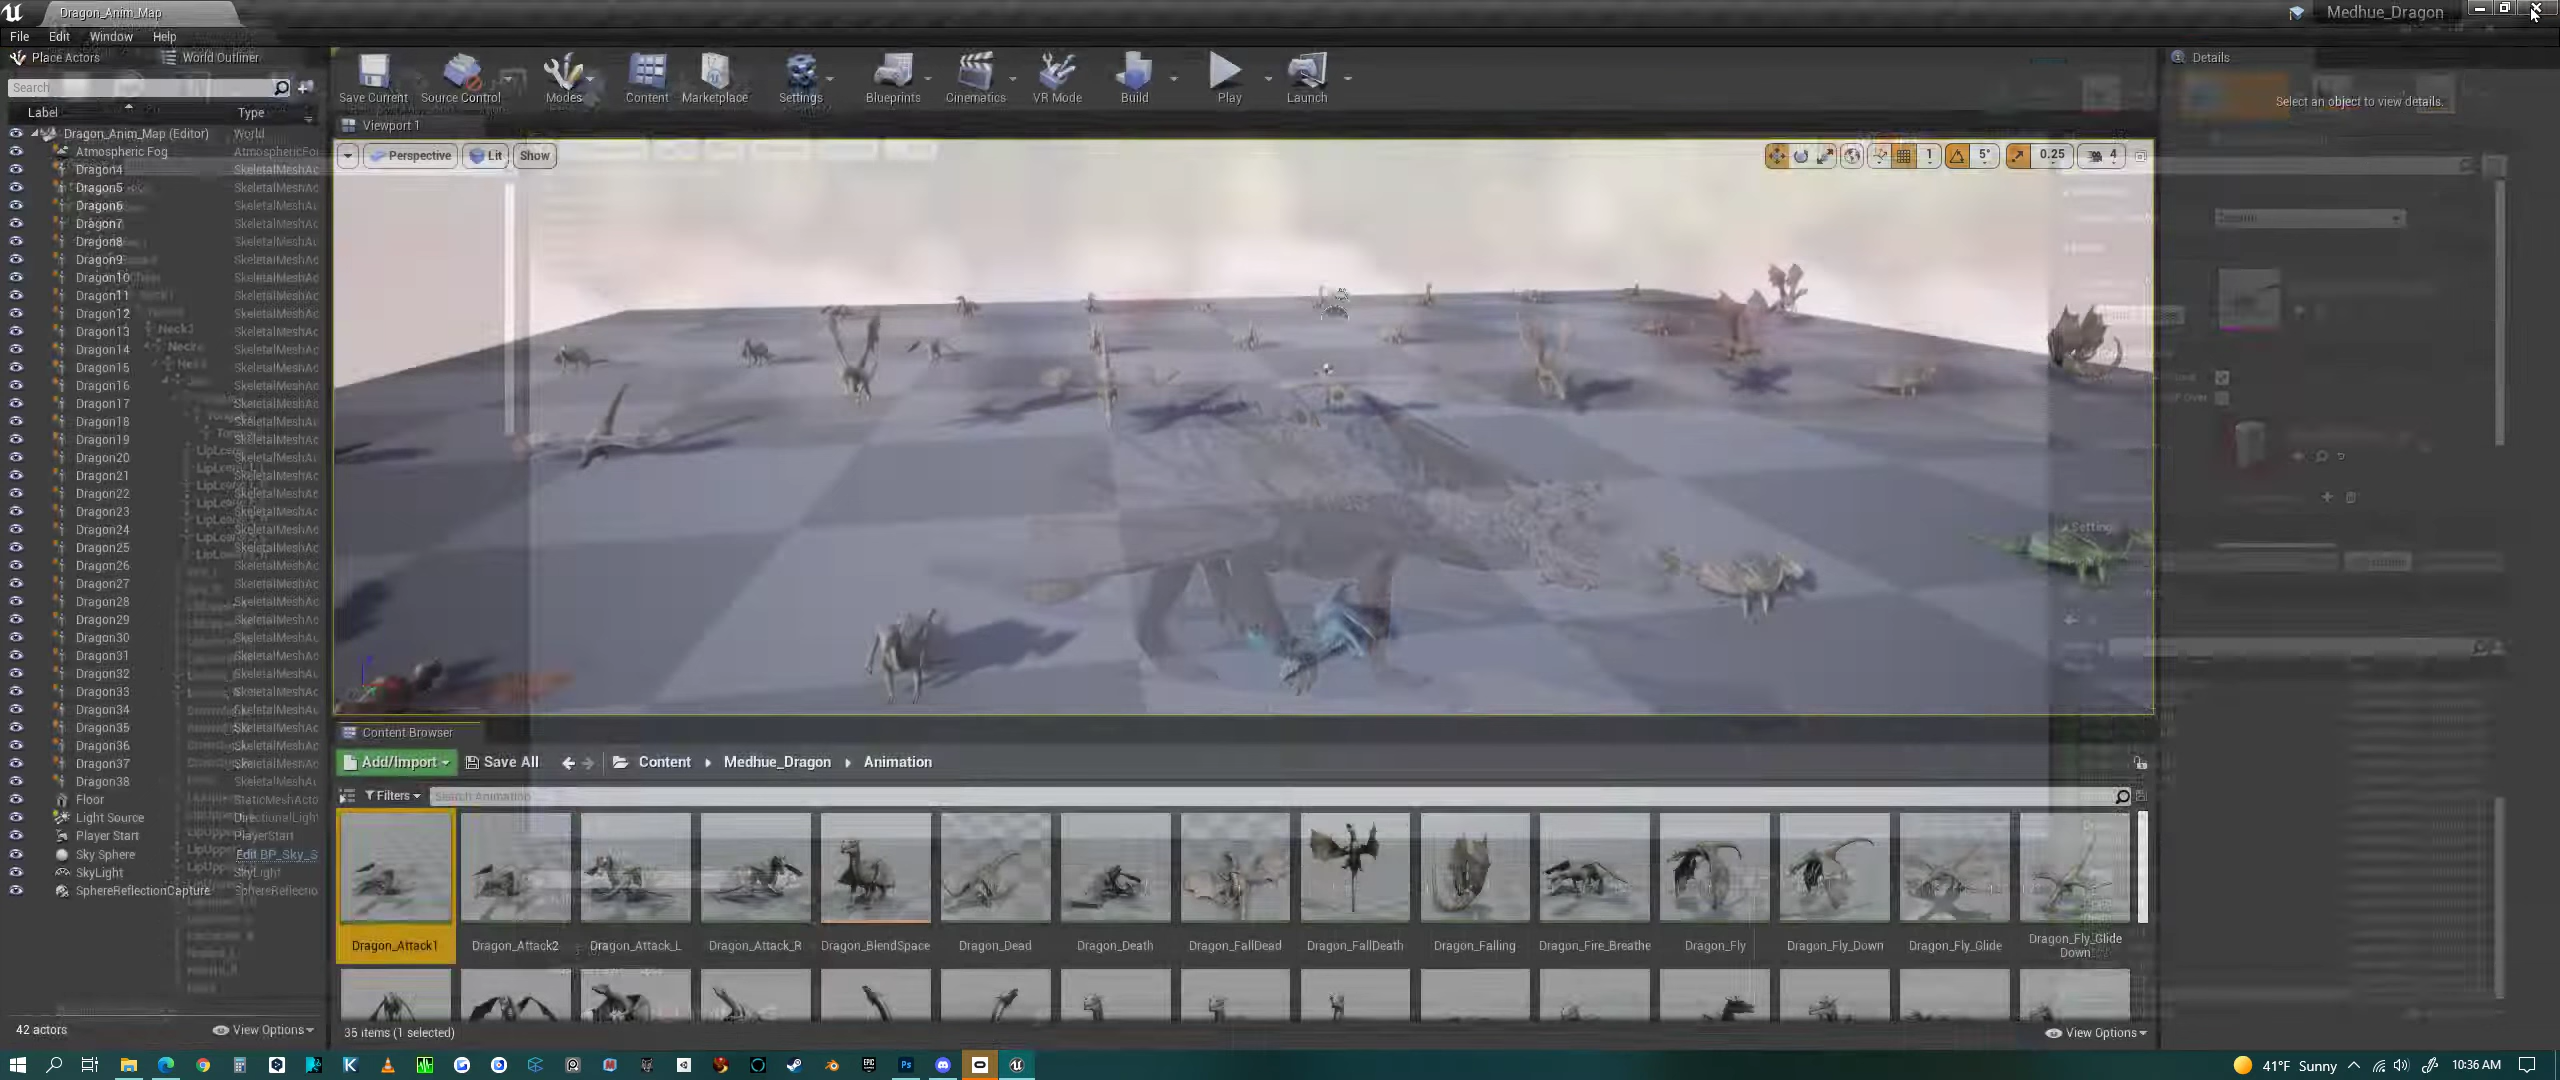 Dragon_Anim_Map
Medhue_Dragon
File Edit Window Help
Place Actors World Outliner
Search
Label Type
Dragon_Anim_Map (Editor) World
Atmospheric Fog AtmosphericFo
Dragon4 SkeletalMeshAc
Dragon5 SkeletalMeshAc
Dragon6 SkeletalMeshAc
Dragon7 SkeletalMeshAc
Dragon8 SkeletalMeshAc
Dragon9 SkeletalMeshAc
Dragon10 SkeletalMeshAc
Dragon11 SkeletalMeshAc
Dragon12 SkeletalMeshAc
Dragon13 SkeletalMeshAc
Dragon14 SkeletalMeshAc
Dragon15 SkeletalMeshAc
Dragon16 SkeletalMeshAc
Dragon17 SkeletalMeshAc
Dragon18 SkeletalMeshAc
Dragon19 SkeletalMeshAc
Dragon20 SkeletalMeshAc
Dragon21 SkeletalMeshAc
Dragon22 SkeletalMeshAc
Dragon23 SkeletalMeshAc
Dragon24 SkeletalMeshAc
Dragon25 SkeletalMeshAc
Dragon26 SkeletalMeshAc
Dragon27 SkeletalMeshAc
Dragon28 SkeletalMeshAc
Dragon29 SkeletalMeshAc
Dragon30 SkeletalMeshAc
Dragon31 SkeletalMeshAc
Dragon32 SkeletalMeshAc
Dragon33 SkeletalMeshAc
Dragon34 SkeletalMeshAc
Dragon35 SkeletalMeshAc
Dragon36 SkeletalMeshAc
Dragon37 SkeletalMeshAc
Dragon38 SkeletalMeshAc
Floor StaticMeshActo
Light Source DirectionalLigh
Player Start PlayerStart
Sky Sphere Edit BP_Sky_S
SkyLight SkyLight
SphereReflectionCapture SphereReflectio
42 actors View Options
Save Current Source Control Modes Content Marketplace Settings Blueprints Cinematics VR Mode Build Play Launch
Viewport 1
Perspective Lit Show
1 5° 0.25 4
Details
Select an object to view details.
Setting
Content Browser
Add/Import Save All Content Medhue_Dragon Animation
Filters Search Animation
Dragon_Attack1 Dragon_Attack2 Dragon_Attack_L Dragon_Attack_R Dragon_BlendSpace Dragon_Dead Dragon_Death Dragon_FallDead Dragon_FallDeath Dragon_Falling Dragon_Fire_Breathe Dragon_Fly Dragon_Fly_Down Dragon_Fly_Glide Dragon_Fly_Glide
Down
35 items (1 selected) View Options
41°F Sunny 10:36 AM